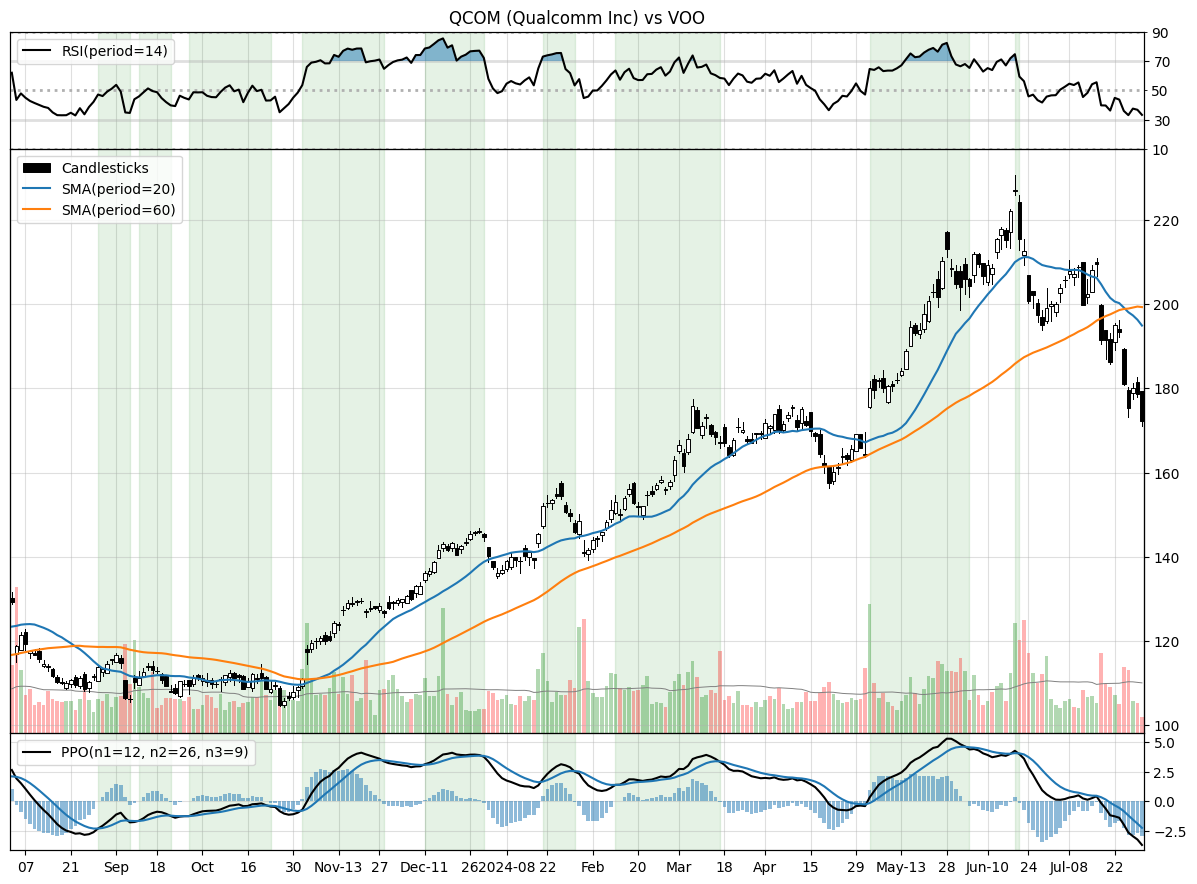 QCOM (Qualcomm Inc) vs VOO
RSI(period=14)
90
70
50
30
10
Candlesticks
SMA(period=20)
SMA(period=60)
220
200
180
160
140
120
100
PPO(n1=12, n2=26, n3=9)
5.0
2.5
0.0
−2.5
07 21 Sep 18 Oct 16 30 Nov-13 27 Dec-11 26 2024-08 22 Feb 20 Mar 18 Apr 15 29 May-13 28 Jun-10 24 Jul-08 22